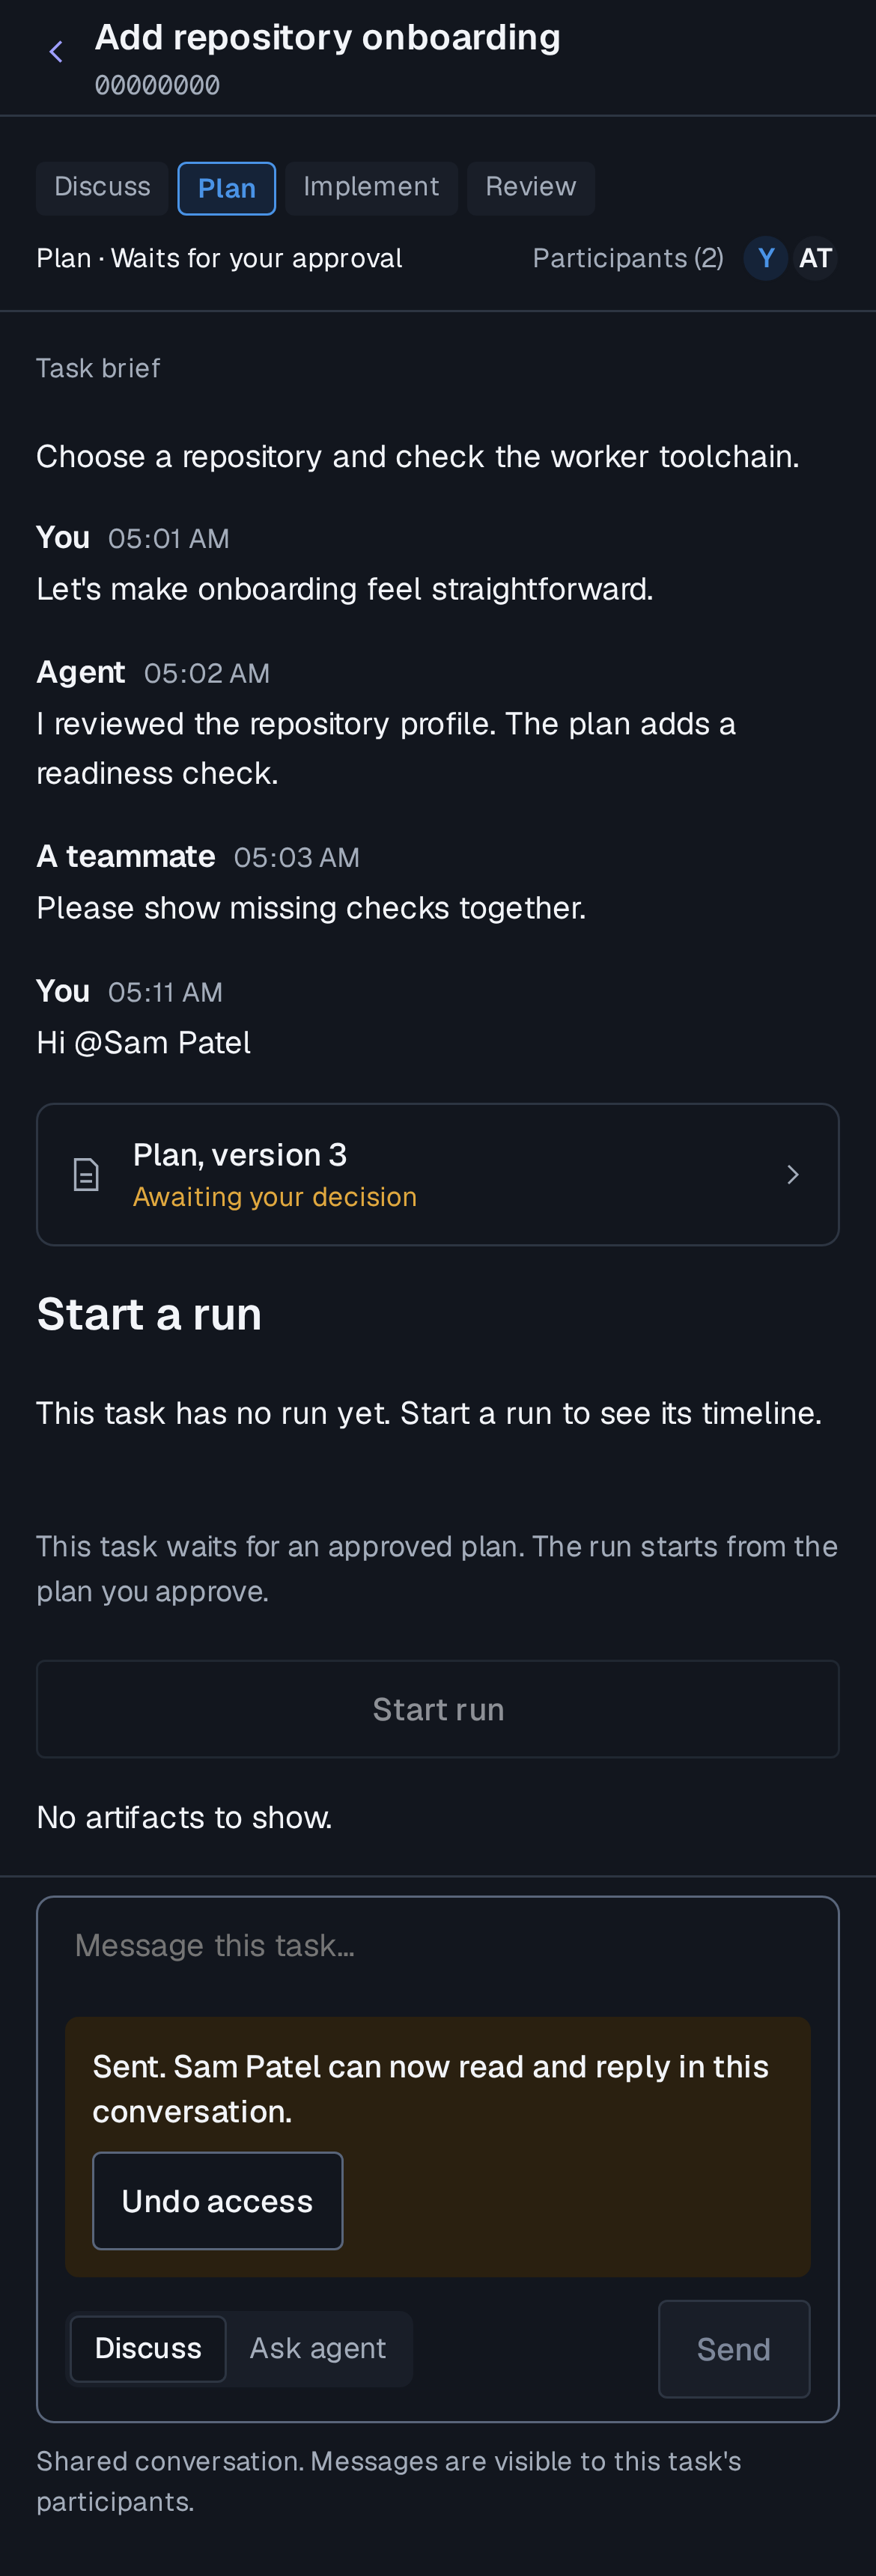 Add repository onboarding
00000000
Discuss Plan Implement Review
Plan · Waits for your approval Participants (2) Y AT
Task brief
Choose a repository and check the worker toolchain.
You 05:01 AM
Let's make onboarding feel straightforward.
Agent 05:02 AM
I reviewed the repository profile. The plan adds a
readiness check.
A teammate 05:03 AM
Please show missing checks together.
You 05:11 AM
Hi @Sam Patel
Plan, version 3
Awaiting your decision
Start a run
This task has no run yet. Start a run to see its timeline.
This task waits for an approved plan. The run starts from the
plan you approve.
Start run
No artifacts to show.
Message this task…
Sent. Sam Patel can now read and reply in this
conversation.
Undo access
Discuss Ask agent Send
Shared conversation. Messages are visible to this task's
participants.